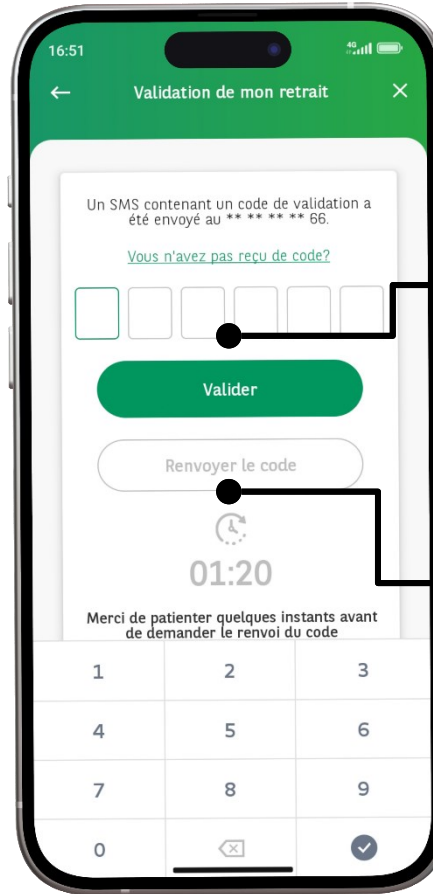 16:51
4G
Validation de mon retrait
Un SMS contenant un code de validation a
été envoyé au ** ** ** ** 66.
Vous n'avez pas reçu de code?
Valider
Renvoyer le code
01:20
Merci de patienter quelques instants avant
de demander le renvoi du code
1 2 3
4 5 6
7 8 9
0